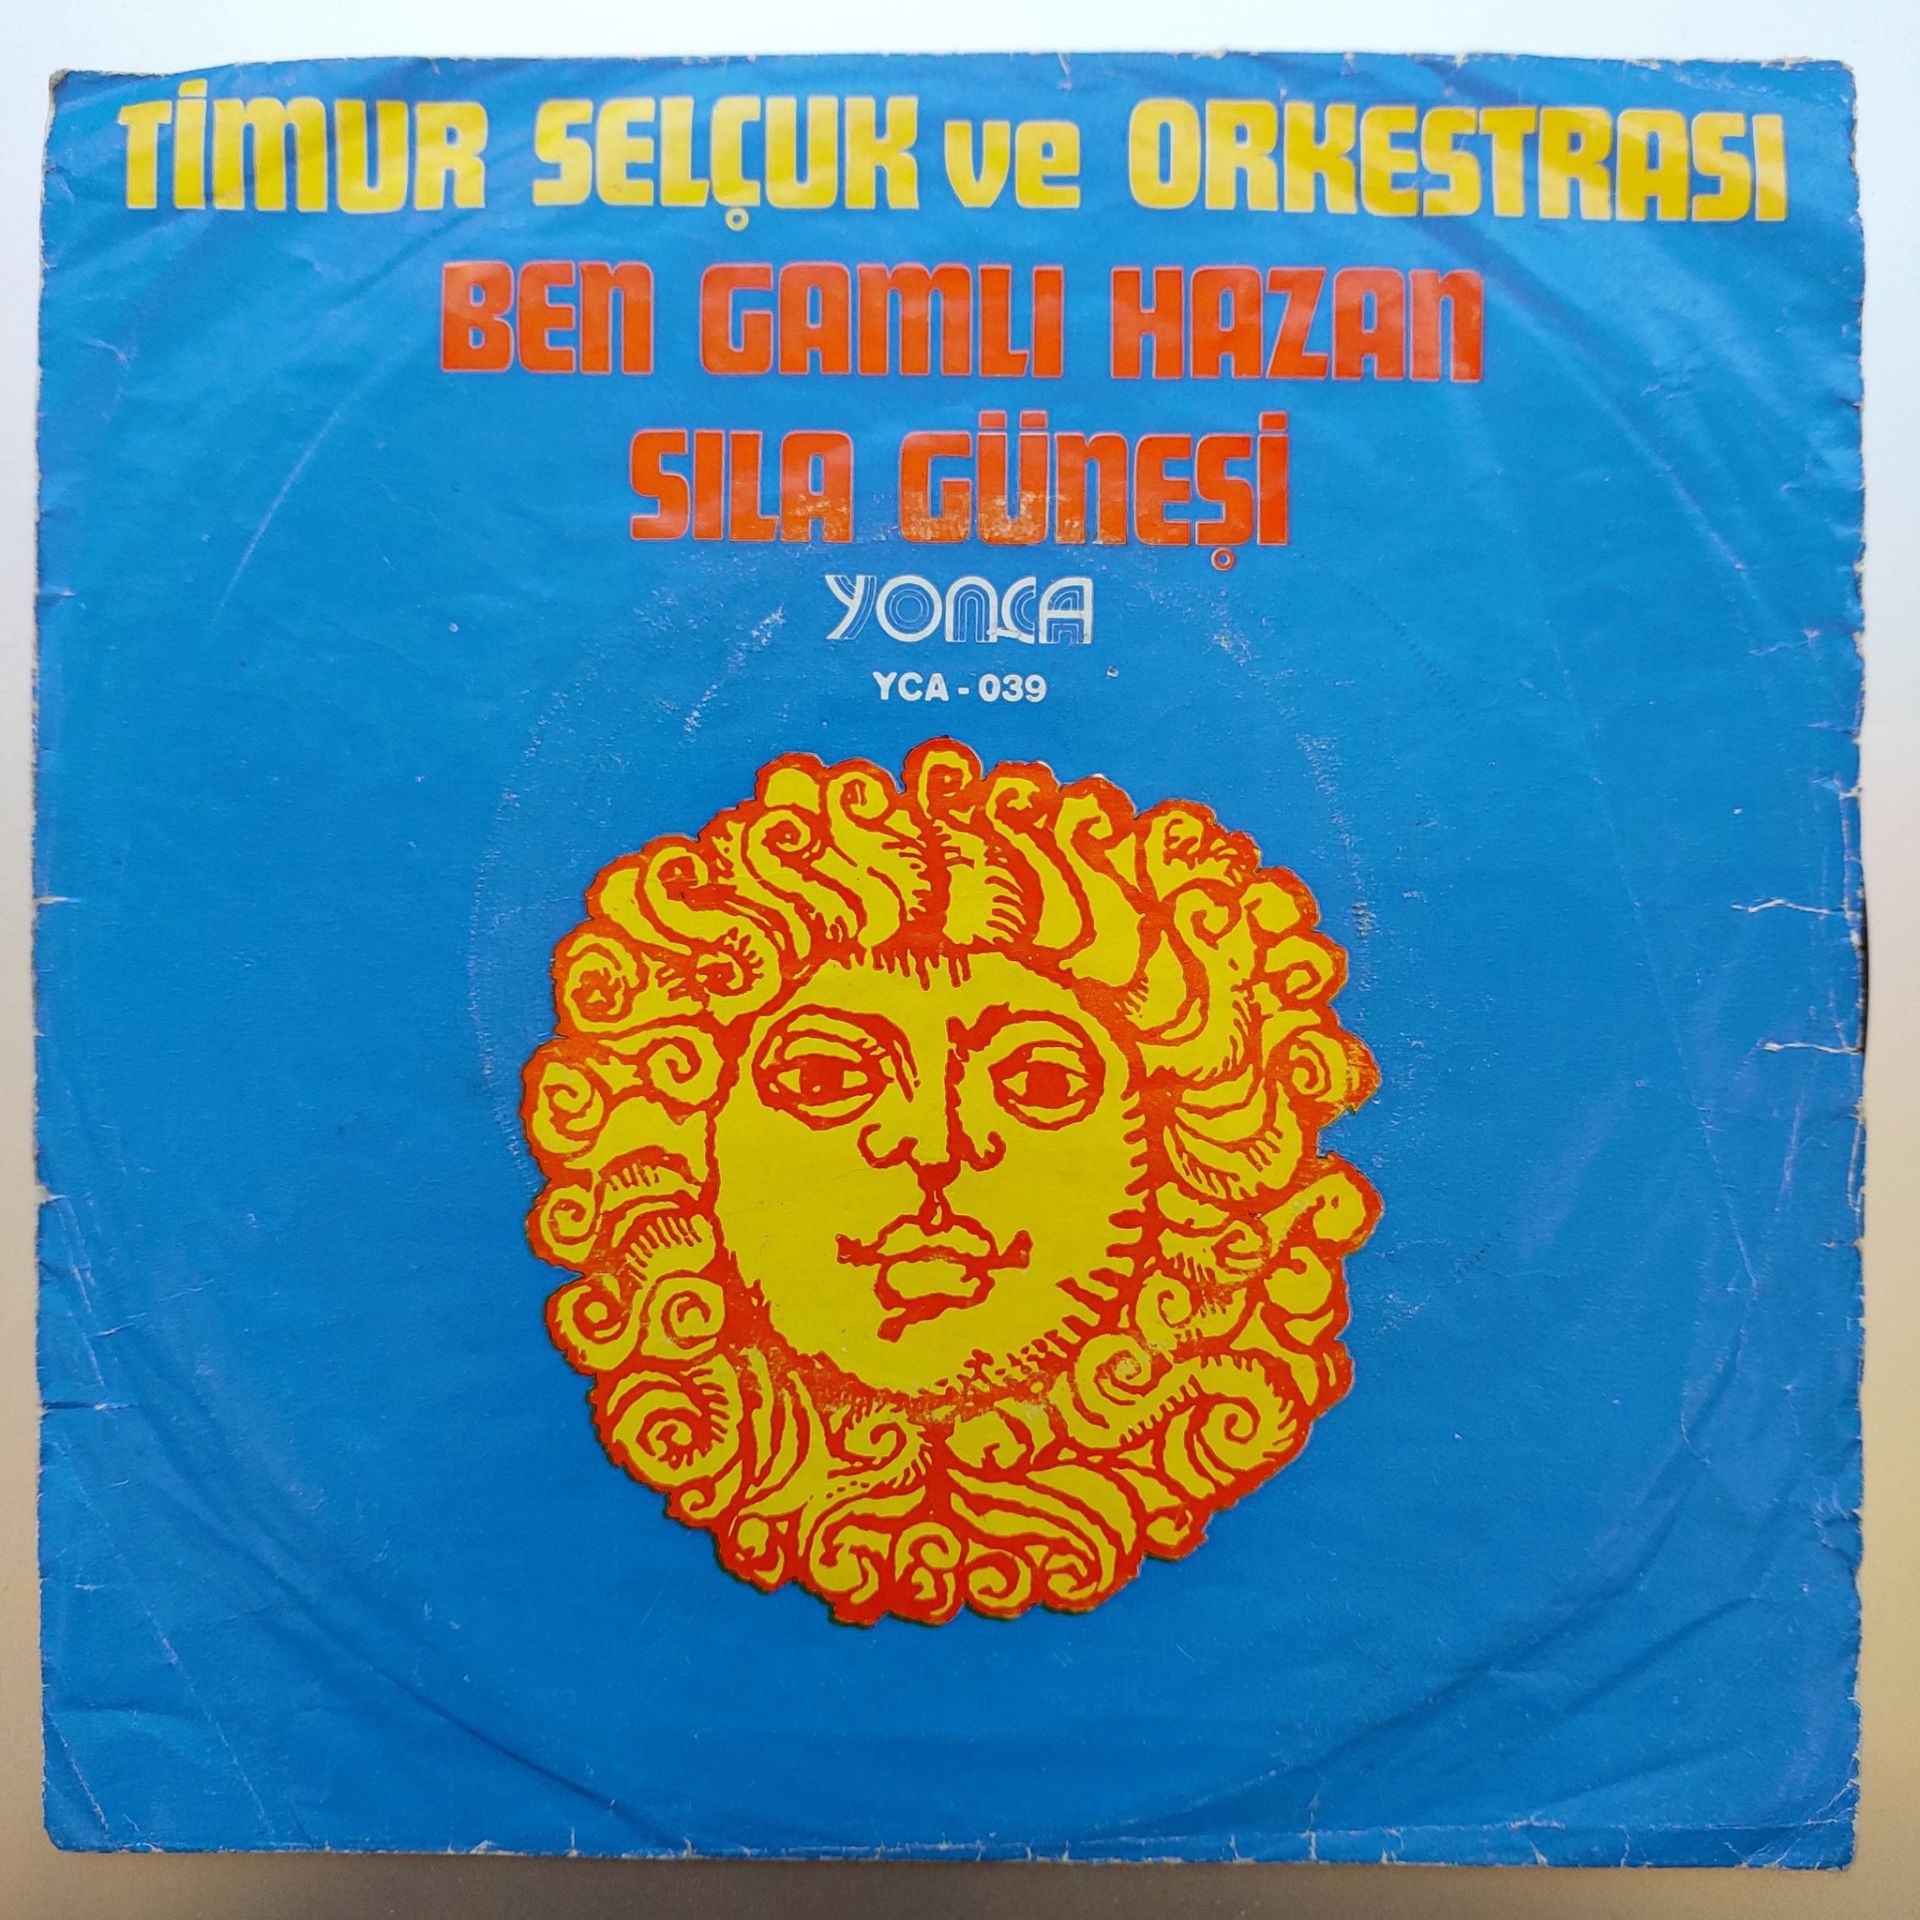 TİMUR SELÇUK ve ORKESTRASI
BEN GAMLI HAZAN
SILA GÜNEŞİ
YONCA
YCA - 039